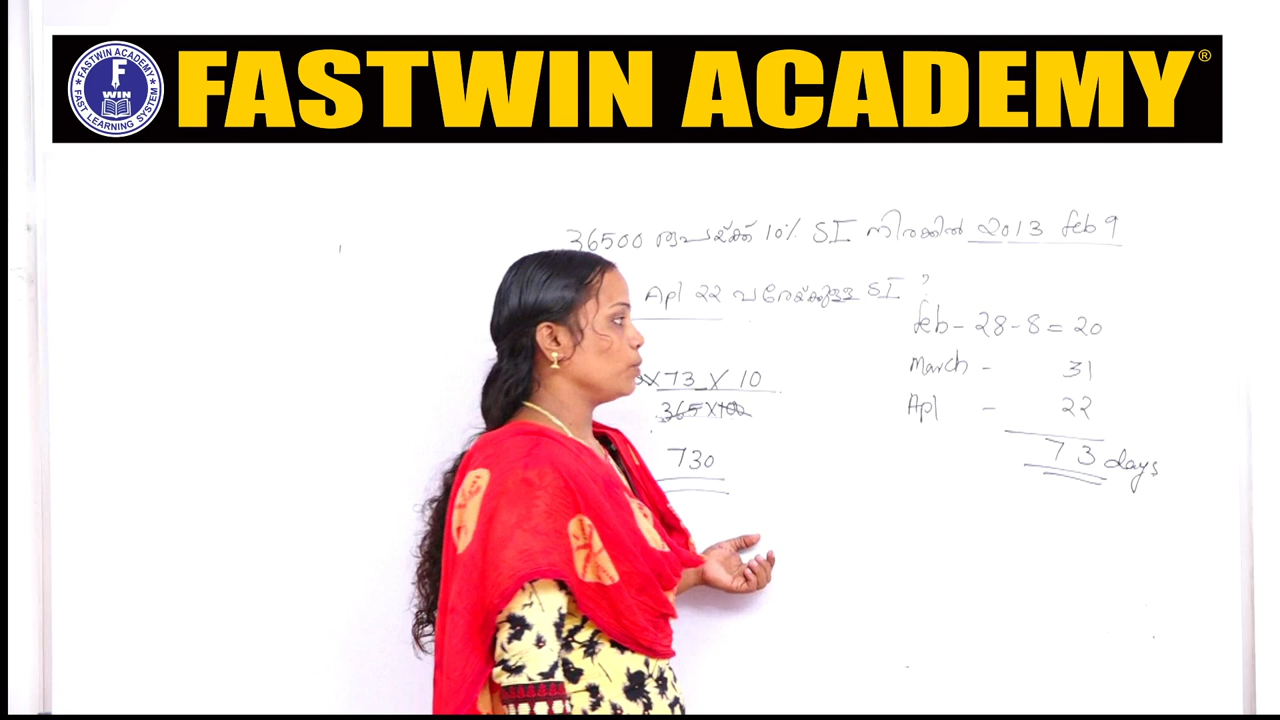 FASTWIN ACADEMY
FAST LEARNING SYSTEM
F
WIN
FASTWIN ACADEMY®
36500 രൂപയ്ക്ക് 10% SI നിരക്കിൽ 2013 feb 9
Apl 22 വരേയ്ക്കുള്ള SI ?
feb - 28 - 8 = 20
March - 31
Apl - 22
73 days
X 73 X 10
365 X 100
730